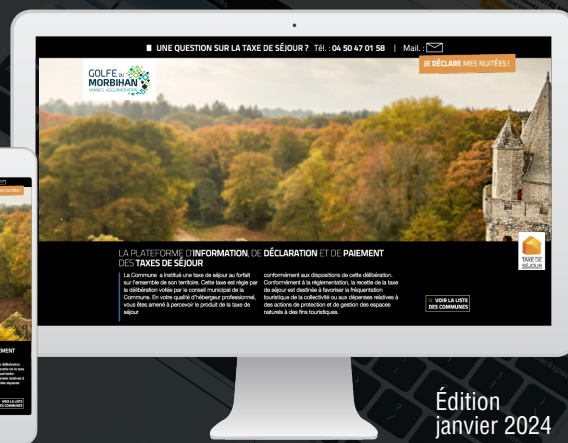 UNE QUESTION SUR LA TAXE DE SÉJOUR ? Tél. : 04 50 47 01 58 | Mail. :
JE DÉCLARE MES NUITÉES !
GOLFE DU
MORBIHAN
VANNES AGGLOMÉRATION
LA PLATEFORME D'INFORMATION, DE DÉCLARATION ET DE PAIEMENT
DES TAXES DE SÉJOUR
La Commune a institué une taxe de séjour au forfait
sur l'ensemble de son territoire. Cette taxe est régie par
la délibération votée par le conseil municipal de la
Commune. En votre qualité d'hébergeur professionnel,
vous êtes amené à percevoir le produit de la taxe de
séjour
conformément aux dispositions de cette délibération.
Conformément à la réglementation, la recette de la taxe
de séjour est destinée à favoriser la fréquentation
touristique de la collectivité ou aux dépenses relatives à
des actions de protection et de gestion des espaces
naturels à des fins touristiques.
TAXE DE
SÉJOUR
VOIR LA LISTE
DES COMMUNES
VOIR LA LISTE
DES COMMUNES
Édition
janvier 2024